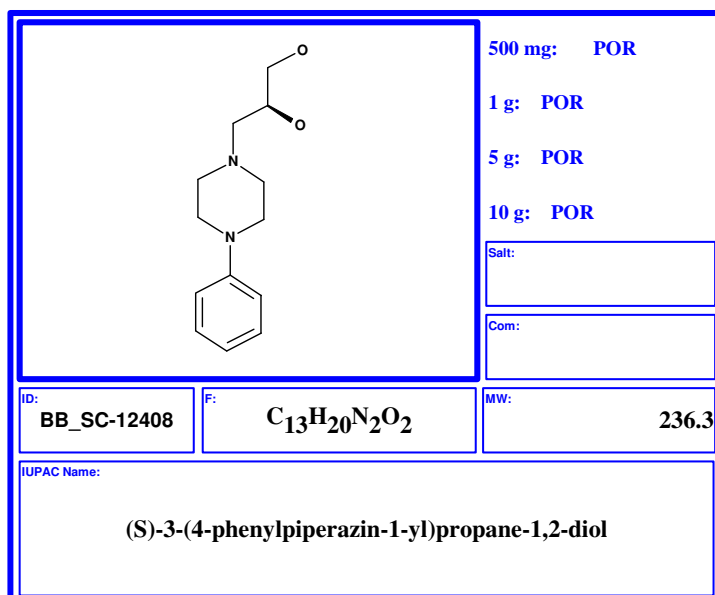 O
O
N
N
500 mg: POR
1 g: POR
5 g: POR
10 g: POR
Salt:
Com:
ID:
BB_SC-12408
F:
C13H20N2O2
MW:
236.3
IUPAC Name:
(S)-3-(4-phenylpiperazin-1-yl)propane-1,2-diol